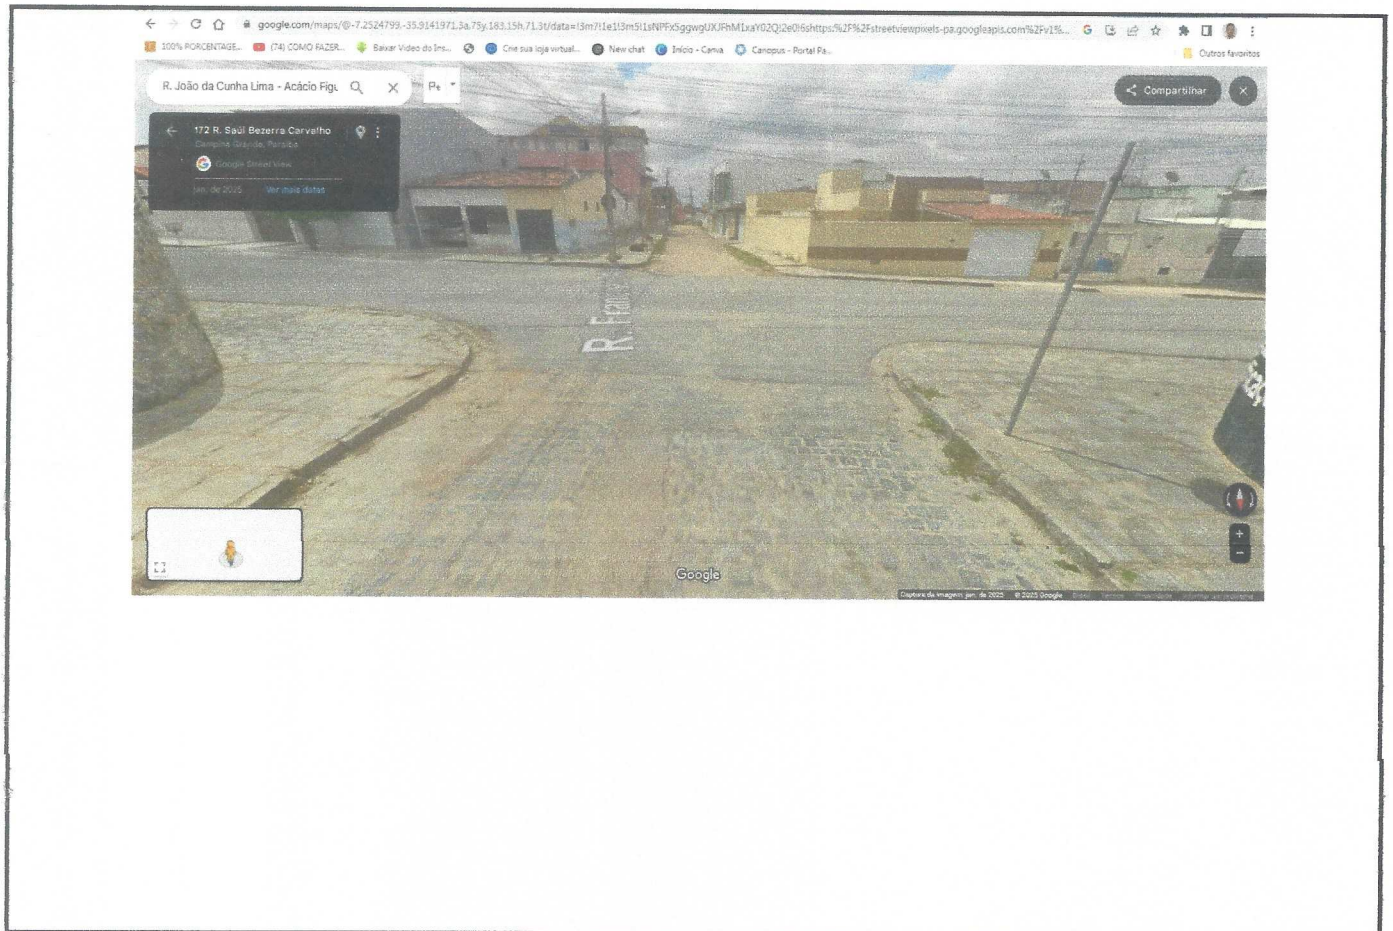 google.com/maps/@-7.2524799,-35.9141971,3a,75y,183.15h,71.3t/data=!3m7!1e1!3m5!1sNPFx5ggwgUXJFhM1xaY02Q!2e0!6shttps:%2F%2Fstreetviewpixels-pa.googleapis.com%2Fv1%...
100% PORCENTAGE... (74) COMO FAZER... Baixar Video do Ins... Crie sua loja virtual... New chat Início - Canva Canopus - Portal Pa...
Outros favoritos
R. João da Cunha Lima - Acácio Figu
Compartilhar
172 R. Saúl Bezerra Carvalho
Campina Grande, Paraíba
Google Street View
jan. de 2025 Ver mais datas
R. Fran
Google
Captura da imagem: jan. de 2025 © 2025 Google